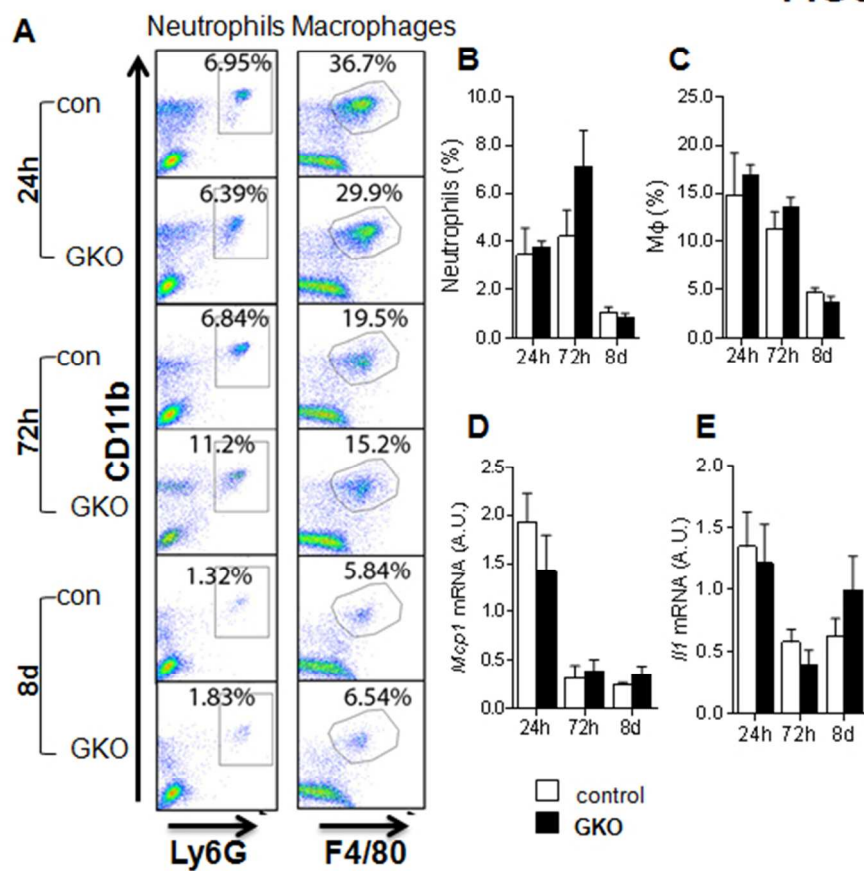 A
Neutrophils Macrophages
24h
con
6.95%
36.7%
GKO
6.39%
29.9%
72h
con
6.84%
19.5%
GKO
11.2%
15.2%
8d
con
1.32%
5.84%
GKO
1.83%
6.54%
CD11b
Ly6G
F4/80
B
Neutrophils (%)
10.0
8.0
6.0
4.0
2.0
0.0
24h 72h 8d
C
Mφ (%)
25.0
20.0
15.0
10.0
5.0
0.0
24h 72h 8d
D
Mcp1 mRNA (A.U.)
2.5
2.0
1.5
1.0
0.5
0.0
24h 72h 8d
E
Il1 mRNA (A.U.)
2.0
1.5
1.0
0.5
0.0
24h 72h 8d
control
GKO